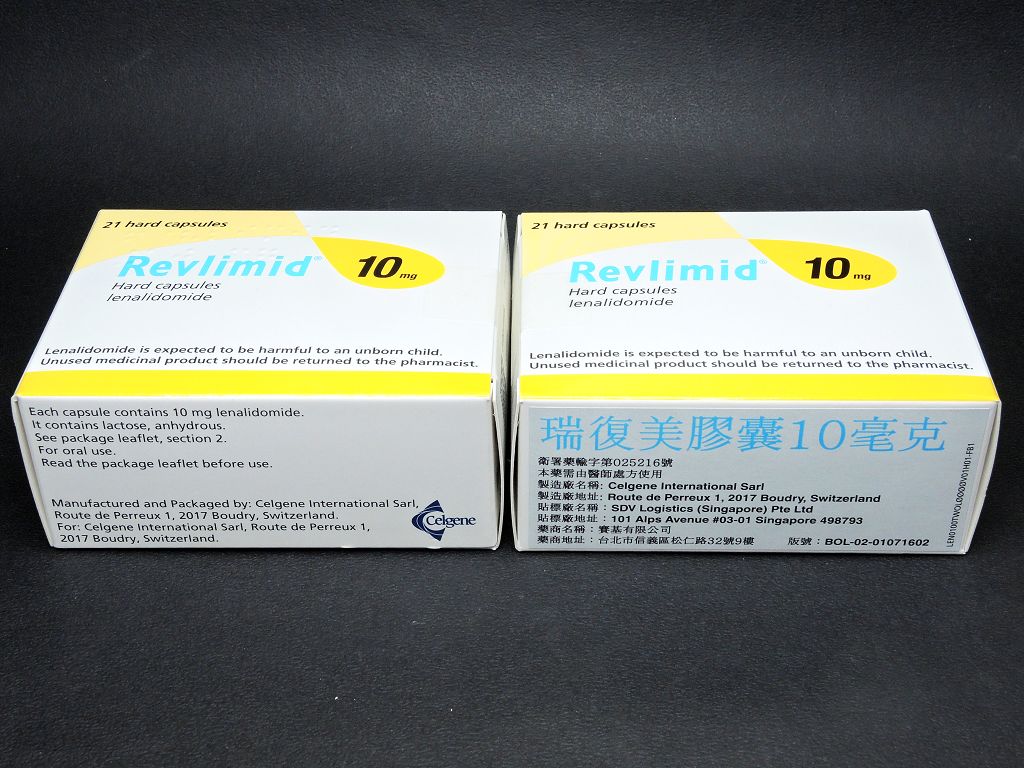 21 hard capsules
Revlimid® 10 mg
Hard capsules
lenalidomide
Lenalidomide is expected to be harmful to an unborn child.
Unused medicinal product should be returned to the pharmacist.
Each capsule contains 10 mg lenalidomide.
It contains lactose, anhydrous.
See package leaflet, section 2.
For oral use.
Read the package leaflet before use.
Manufactured and Packaged by: Celgene International Sarl,
Route de Perreux 1, 2017 Boudry, Switzerland.
For: Celgene International Sarl, Route de Perreux 1,
2017 Boudry, Switzerland.
Celgene
21 hard capsules
Revlimid® 10 mg
Hard capsules
lenalidomide
Lenalidomide is expected to be harmful to an unborn child.
Unused medicinal product should be returned to the pharmacist.
瑞復美膠囊10毫克
衛署藥輸字第025216號
本藥需由醫師處方使用
製造廠名稱: Celgene International Sarl
製造廠地址: Route de Perreux 1, 2017 Boudry, Switzerland
貼標廠名稱：SDV Logistics (Singapore) Pte Ltd
貼標廠地址：101 Alps Avenue #03-01 Singapore 498793
藥商名稱：賽基有限公司
藥商地址：台北市信義區松仁路32號9樓 版號：BOL-02-01071602